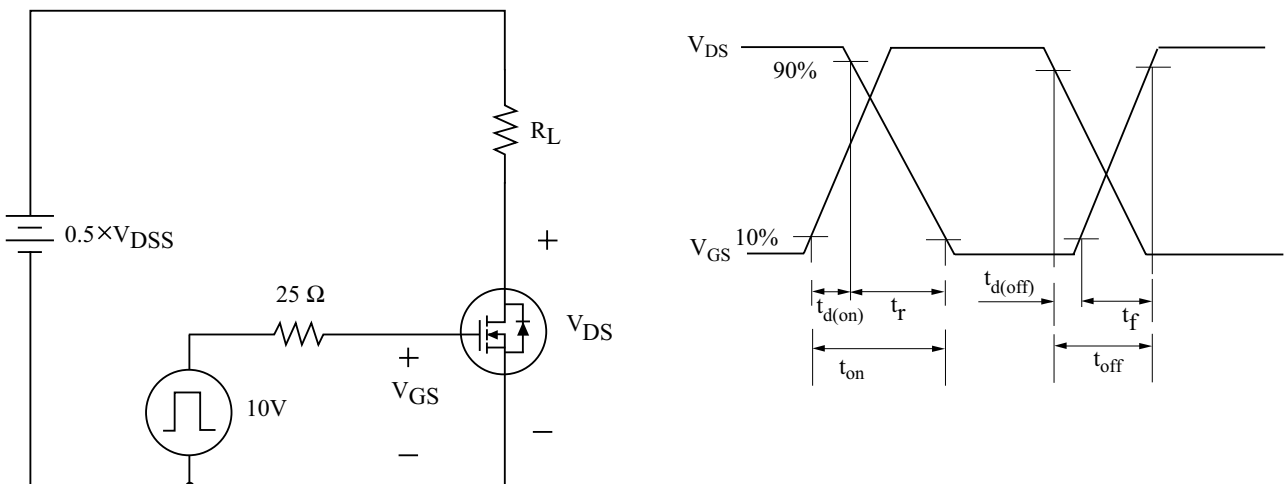 R_L
0.5×V_DSS
+
25 Ω
V_DS
+
V_GS
10V
−
−
V_DS
90%
10%
V_GS
t_d(on)
t_r
t_d(off)
t_f
t_on
t_off